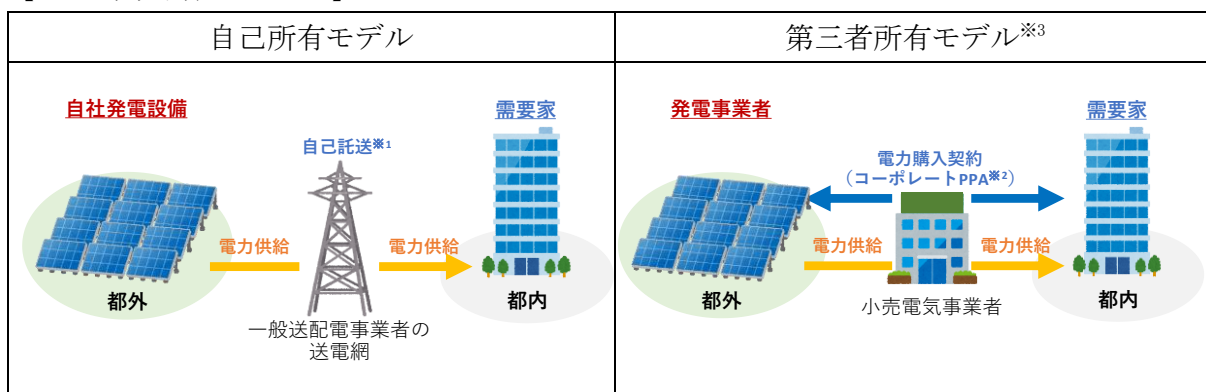 自己所有モデル
第三者所有モデル※3
自社発電設備
需要家
自己託送※1
電力供給
電力供給
都外
都内
一般送配電事業者の
送電網
発電事業者
需要家
電力購入契約
（コーポレートPPA※2）
電力供給
電力供給
都外
都内
小売電気事業者